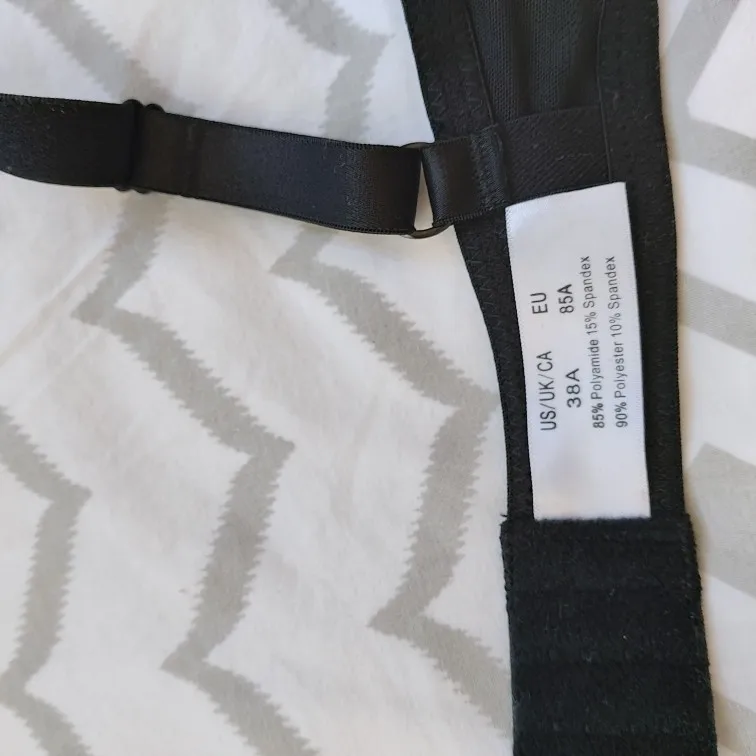 US/UK/CA EU
38A 85A
85% Polyamide 15% Spandex
90% Polyester 10% Spandex